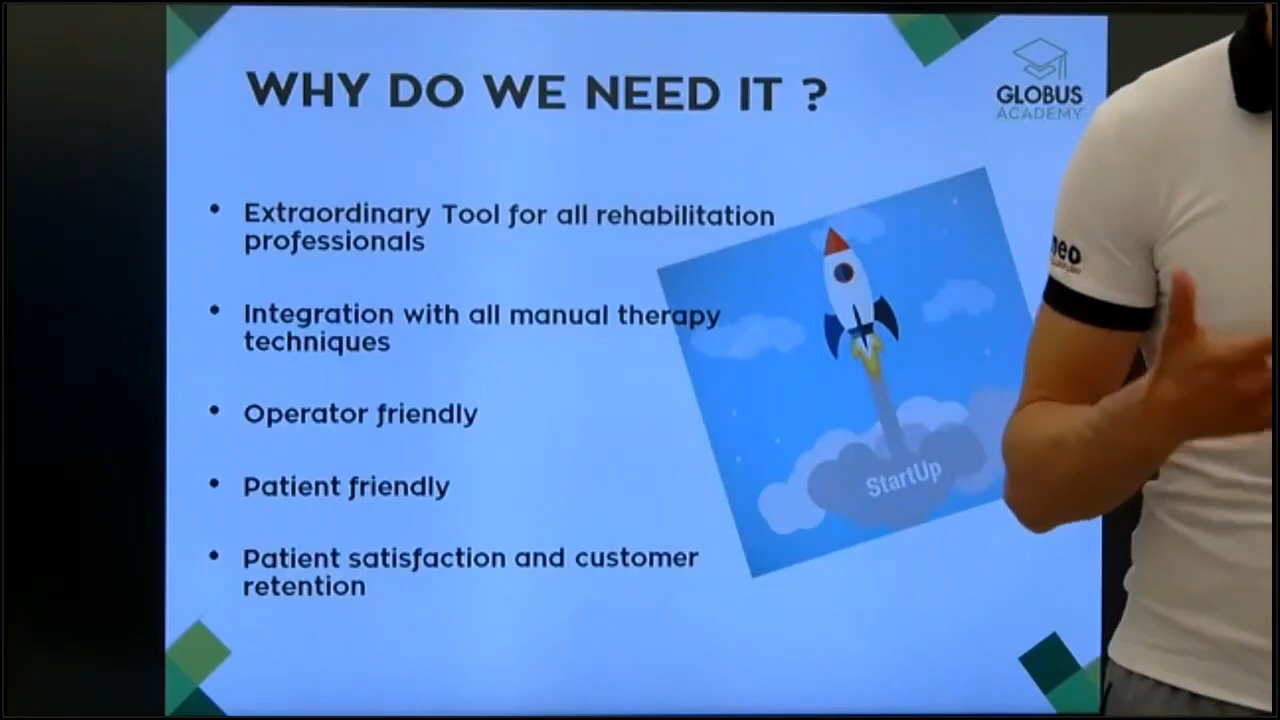 WHY DO WE NEED IT ?
GLOBUS
ACADEMY
• Extraordinary Tool for all rehabilitation
professionals
• Integration with all manual therapy
techniques
• Operator friendly
• Patient friendly
• Patient satisfaction and customer
retention
StartUp